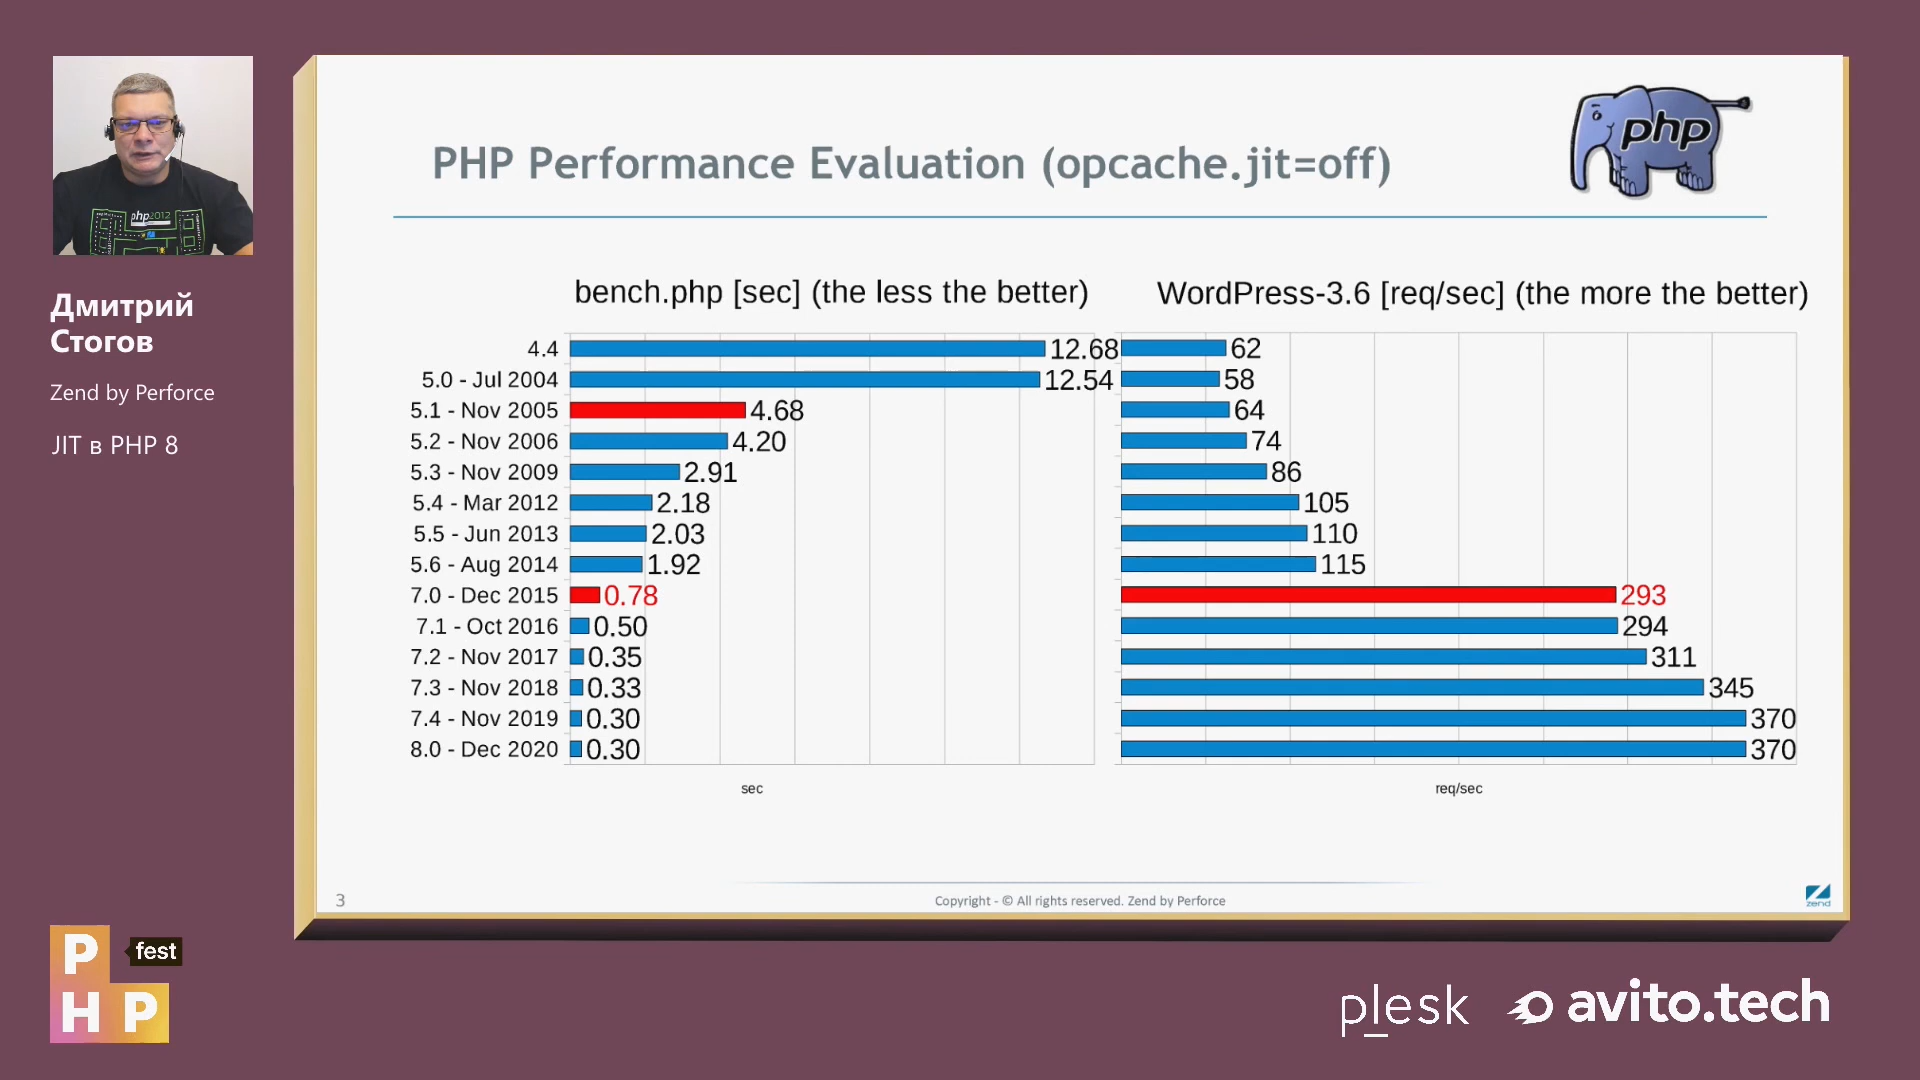 php2012
Дмитрий
Стогов
Zend by Perforce
JIT в PHP 8
PHP Performance Evaluation (opcache.jit=off)
php
bench.php [sec] (the less the better)
WordPress-3.6 [req/sec] (the more the better)
4.4 12.68 62
5.0 - Jul 2004 12.54 58
5.1 - Nov 2005 4.68 64
5.2 - Nov 2006 4.20 74
5.3 - Nov 2009 2.91 86
5.4 - Mar 2012 2.18 105
5.5 - Jun 2013 2.03 110
5.6 - Aug 2014 1.92 115
7.0 - Dec 2015 0.78 293
7.1 - Oct 2016 0.50 294
7.2 - Nov 2017 0.35 311
7.3 - Nov 2018 0.33 345
7.4 - Nov 2019 0.30 370
8.0 - Dec 2020 0.30 370
sec
req/sec
3
Copyright - © All rights reserved. Zend by Perforce
zend
P fest
HP
plesk
avito.tech